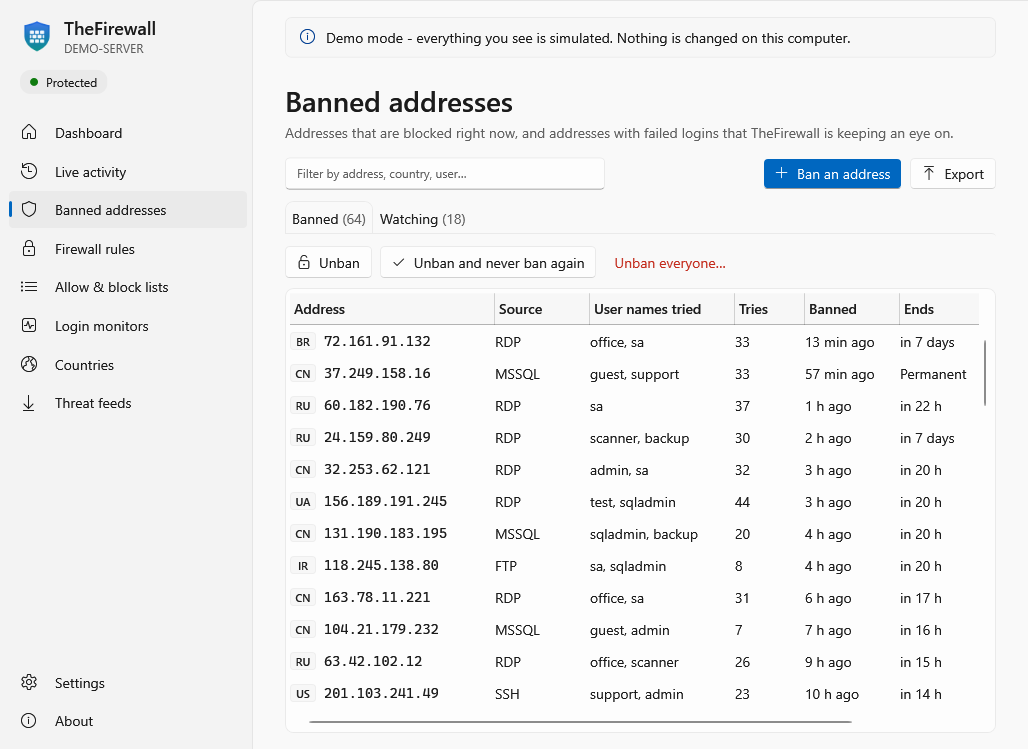 TheFirewall
DEMO-SERVER
Protected
Dashboard
Live activity
Banned addresses
Firewall rules
Allow & block lists
Login monitors
Countries
Threat feeds
Settings
About
Demo mode - everything you see is simulated. Nothing is changed on this computer.
Banned addresses
Addresses that are blocked right now, and addresses with failed logins that TheFirewall is keeping an eye on.
Filter by address, country, user...
Ban an address
Export
Banned (64) Watching (18)
Unban Unban and never ban again Unban everyone...
Address Source User names tried Tries Banned Ends
BR 72.161.91.132 RDP office, sa 33 13 min ago in 7 days
CN 37.249.158.16 MSSQL guest, support 33 57 min ago Permanent
RU 60.182.190.76 RDP sa 37 1 h ago in 22 h
RU 24.159.80.249 RDP scanner, backup 30 2 h ago in 7 days
CN 32.253.62.121 RDP admin, sa 32 3 h ago in 20 h
UA 156.189.191.245 RDP test, sqladmin 44 3 h ago in 20 h
CN 131.190.183.195 MSSQL sqladmin, backup 20 4 h ago in 20 h
IR 118.245.138.80 FTP sa, sqladmin 8 4 h ago in 20 h
CN 163.78.11.221 RDP office, sa 31 6 h ago in 17 h
CN 104.21.179.232 MSSQL guest, admin 7 7 h ago in 16 h
RU 63.42.102.12 RDP office, scanner 26 9 h ago in 15 h
US 201.103.241.49 SSH support, admin 23 10 h ago in 14 h